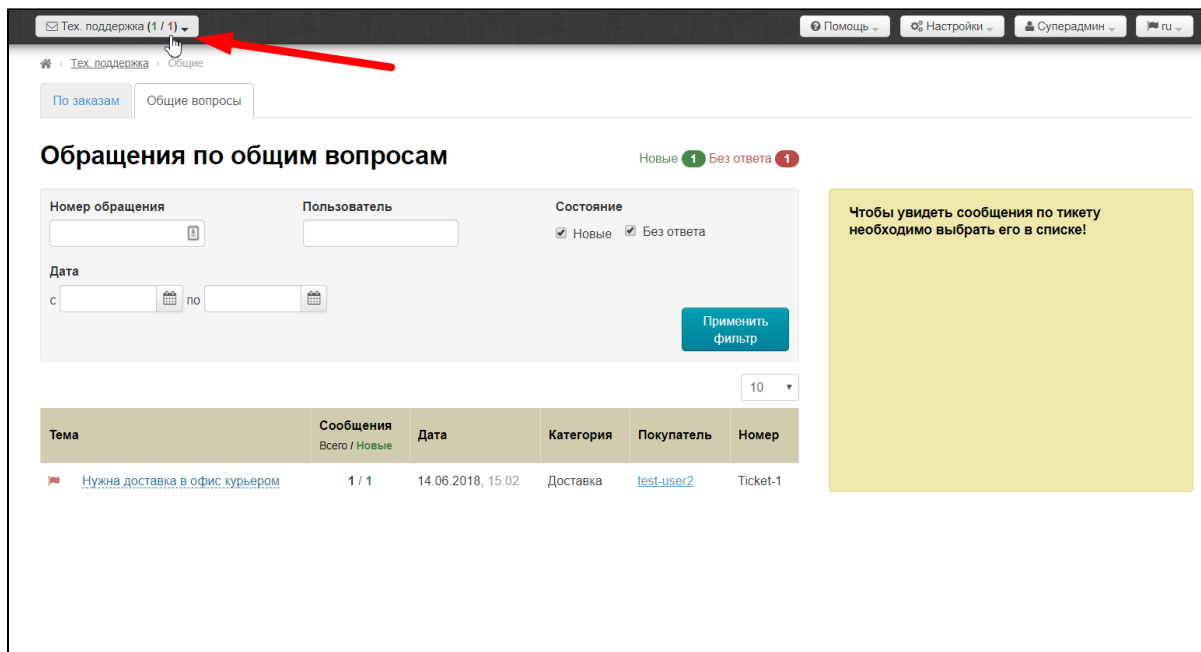 Тех. поддержка (1 / 1)
Помощь
Настройки
Суперадмин
ru
Тех. поддержка > Общие
По заказам
Общие вопросы
Обращения по общим вопросам
Новые 1 Без ответа 1
Номер обращения
Пользователь
Состояние
Новые
Без ответа
Дата
с
по
Применить
фильтр
Чтобы увидеть сообщения по тикету
необходимо выбрать его в списке!
10
Тема
Сообщения
Всего / Новые
Дата
Категория
Покупатель
Номер
Нужна доставка в офис курьером
1 / 1
14.06.2018, 15:02
Доставка
test-user2
Ticket-1